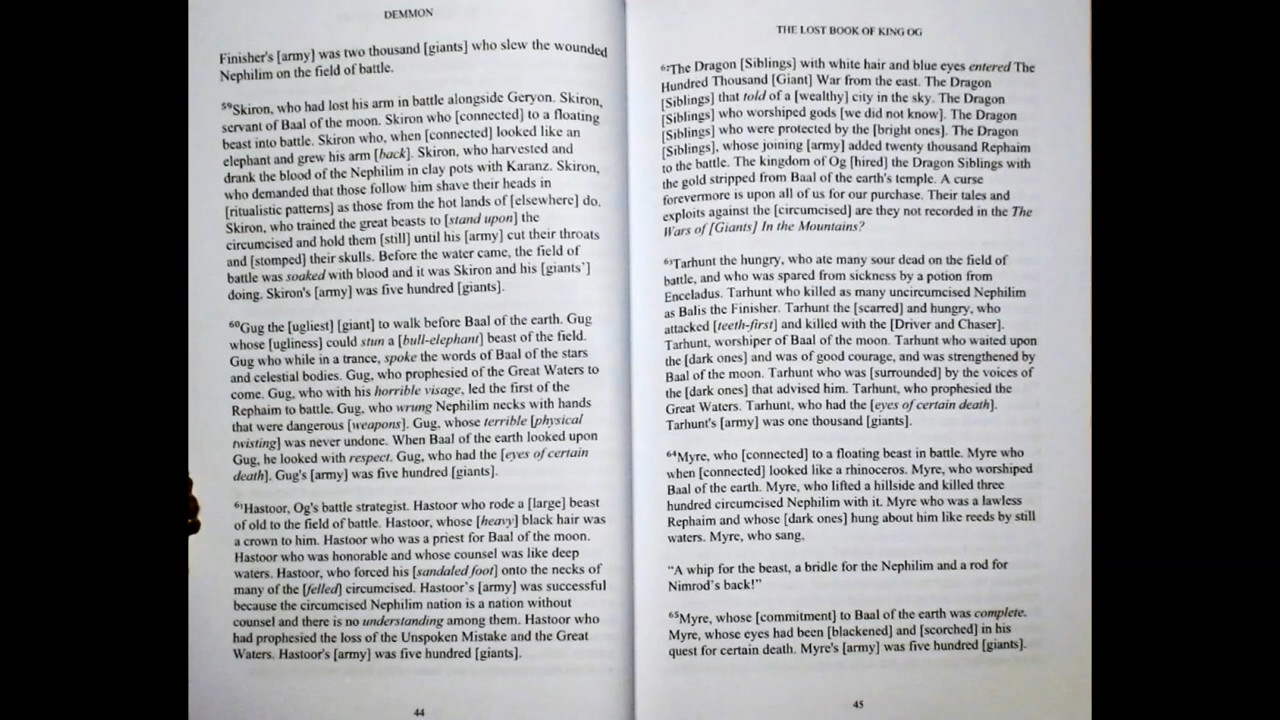 DEMMON
Finisher's [army] was two thousand [giants] who slew the wounded
Nephilim on the field of battle.
59Skiron, who had lost his arm in battle alongside Geryon. Skiron,
servant of Baal of the moon. Skiron who [connected] to a floating
beast into battle. Skiron who, when [connected] looked like an
elephant and grew his arm [back]. Skiron, who harvested and
drank the blood of the Nephilim in clay pots with Karanz. Skiron,
who demanded that those follow him shave their heads in
[ritualistic patterns] as those from the hot lands of [elsewhere] do.
Skiron, who trained the great beasts to [stand upon] the
circumcised and hold them [still] until his [army] cut their throats
and [stomped] their skulls. Before the water came, the field of
battle was soaked with blood and it was Skiron and his [giants']
doing. Skiron's [army] was five hundred [giants].
60Gug the [ugliest] [giant] to walk before Baal of the earth. Gug
whose [ugliness] could stun a [bull-elephant] beast of the field.
Gug who while in a trance, spoke the words of Baal of the stars
and celestial bodies. Gug, who prophesied of the Great Waters to
come. Gug, who with his horrible visage, led the first of the
Rephaim to battle. Gug, who wrung Nephilim necks with hands
that were dangerous [weapons]. Gug, whose terrible [physical
twisting] was never undone. When Baal of the earth looked upon
Gug, he looked with respect. Gug, who had the [eyes of certain
death]. Gug's [army] was five hundred [giants].
61Hastoor, Og's battle strategist. Hastoor who rode a [large] beast
of old to the field of battle. Hastoor, whose [heavy] black hair was
a crown to him. Hastoor who was a priest for Baal of the moon.
Hastoor who was honorable and whose counsel was like deep
waters. Hastoor, who forced his [sandaled foot] onto the necks of
many of the [felled] circumcised. Hastoor's [army] was successful
because the circumcised Nephilim nation is a nation without
counsel and there is no understanding among them. Hastoor who
had prophesied the loss of the Unspoken Mistake and the Great
Waters. Hastoor's [army] was five hundred [giants].
44
THE LOST BOOK OF KING OG
62The Dragon [Siblings] with white hair and blue eyes entered The
Hundred Thousand [Giant] War from the east. The Dragon
[Siblings] that told of a [wealthy] city in the sky. The Dragon
[Siblings] who worshiped gods [we did not know]. The Dragon
[Siblings] who were protected by the [bright ones]. The Dragon
[Siblings], whose joining [army] added twenty thousand Rephaim
to the battle. The kingdom of Og [hired] the Dragon Siblings with
the gold stripped from Baal of the earth's temple. A curse
forevermore is upon all of us for our purchase. Their tales and
exploits against the [circumcised] are they not recorded in the The
Wars of [Giants] In the Mountains?
63Tarhunt the hungry, who ate many sour dead on the field of
battle, and who was spared from sickness by a potion from
Enceladus. Tarhunt who killed as many uncircumcised Nephilim
as Balis the Finisher. Tarhunt the [scarred] and hungry, who
attacked [teeth-first] and killed with the [Driver and Chaser].
Tarhunt, worshiper of Baal of the moon. Tarhunt who waited upon
the [dark ones] and was of good courage, and was strengthened by
Baal of the moon. Tarhunt who was [surrounded] by the voices of
the [dark ones] that advised him. Tarhunt, who prophesied the
Great Waters. Tarhunt, who had the [eyes of certain death].
Tarhunt's [army] was one thousand [giants].
64Myre, who [connected] to a floating beast in battle. Myre who
when [connected] looked like a rhinoceros. Myre, who worshiped
Baal of the earth. Myre, who lifted a hillside and killed three
hundred circumcised Nephilim with it. Myre who was a lawless
Rephaim and whose [dark ones] hung about him like reeds by still
waters. Myre, who sang,
“A whip for the beast, a bridle for the Nephilim and a rod for
Nimrod’s back!”
65Myre, whose [commitment] to Baal of the earth was complete.
Myre, whose eyes had been [blackened] and [scorched] in his
quest for certain death. Myre's [army] was five hundred [giants].
45